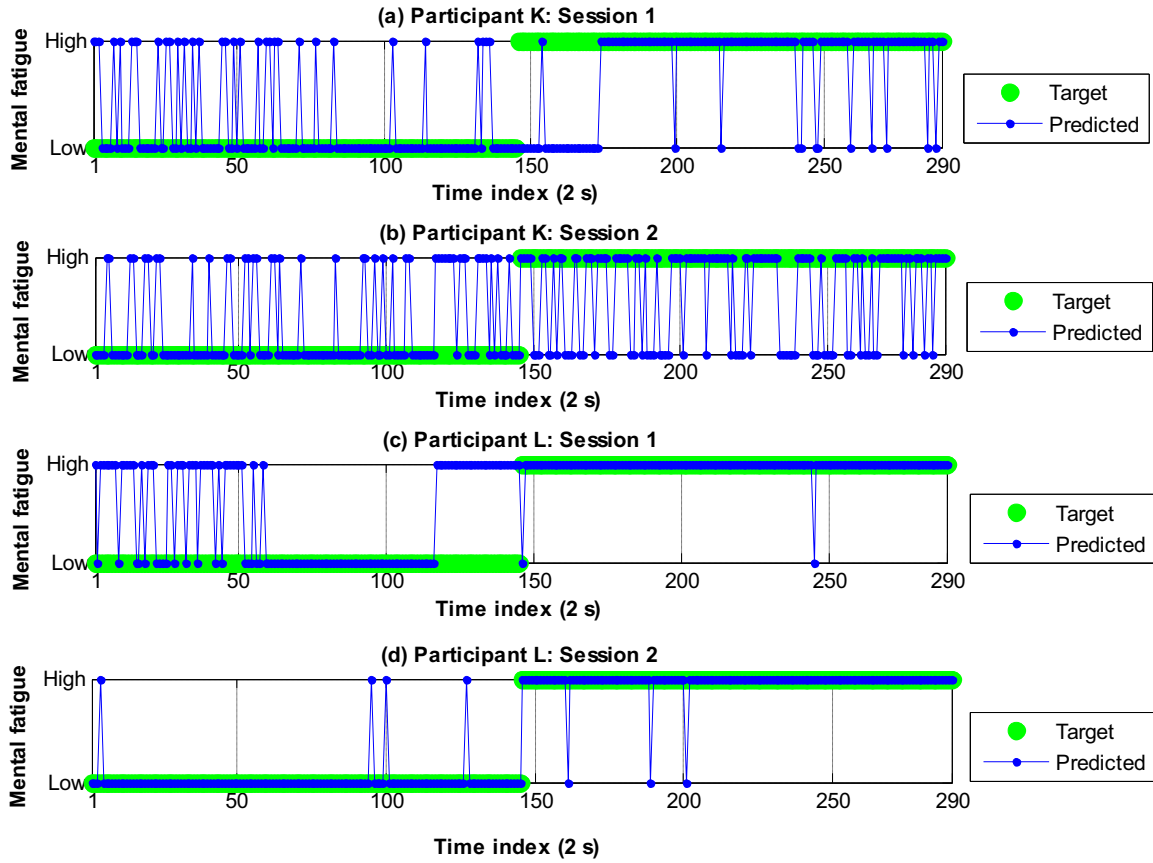 (a) Participant K: Session 1
Mental fatigue
High
Low
1 50 100 150 200 250 290
Time index (2 s)
Target
Predicted
(b) Participant K: Session 2
Mental fatigue
High
Low
1 50 100 150 200 250 290
Time index (2 s)
Target
Predicted
(c) Participant L: Session 1
Mental fatigue
High
Low
1 50 100 150 200 250 290
Time index (2 s)
Target
Predicted
(d) Participant L: Session 2
Mental fatigue
High
Low
1 50 100 150 200 250 290
Time index (2 s)
Target
Predicted